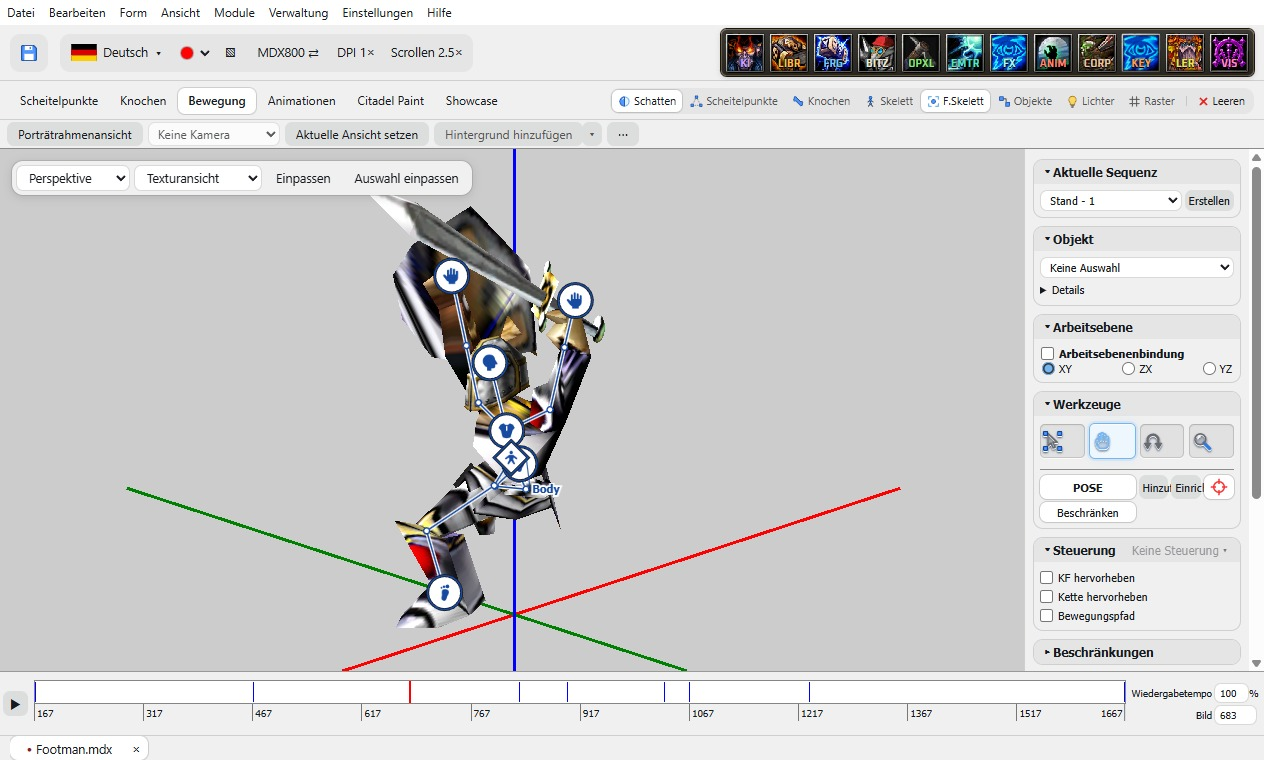 Datei Bearbeiten Form Ansicht Module Verwaltung Einstellungen Hilfe
Deutsch MDX800 ⇄ DPI 1× Scrollen 2.5×
KI LIBR FRG BITZ OPXL EMTR FX ANIM CORP KEY LER VIS
Scheitelpunkte Knochen Bewegung Animationen Citadel Paint Showcase
Schatten Scheitelpunkte Knochen Skelett F.Skelett Objekte Lichter Raster Leeren
Porträtrahmenansicht Keine Kamera Aktuelle Ansicht setzen Hintergrund hinzufügen ...
Perspektive Texturansicht Einpassen Auswahl einpassen
Body
Aktuelle Sequenz
Stand - 1 Erstellen
Objekt
Keine Auswahl
Details
Arbeitsebene
Arbeitsebenenbindung
XY ZX YZ
Werkzeuge
POSE Hinzu Einric
Beschränken
Steuerung Keine Steuerung
KF hervorheben
Kette hervorheben
Bewegungspfad
Beschränkungen
167 317 467 617 767 917 1067 1217 1367 1517 1667
Wiedergabetempo 100 %
Bild 683
• Footman.mdx ×